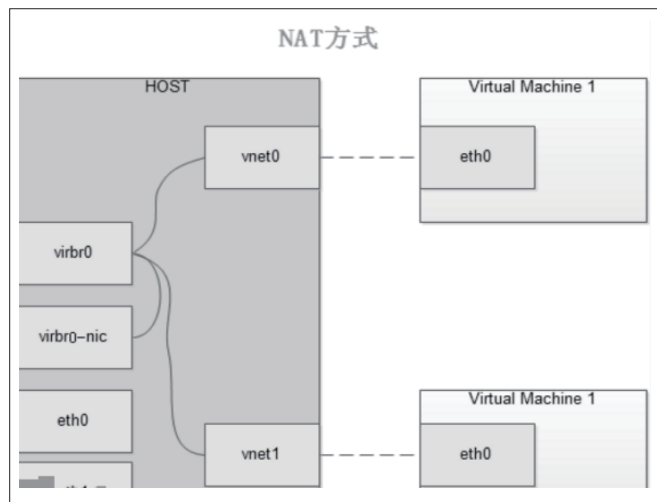 NAT方式
HOST
Virtual Machine 1
vnet0
eth0
virbr0
virbr0-nic
eth0
Virtual Machine 1
vnet1
eth0